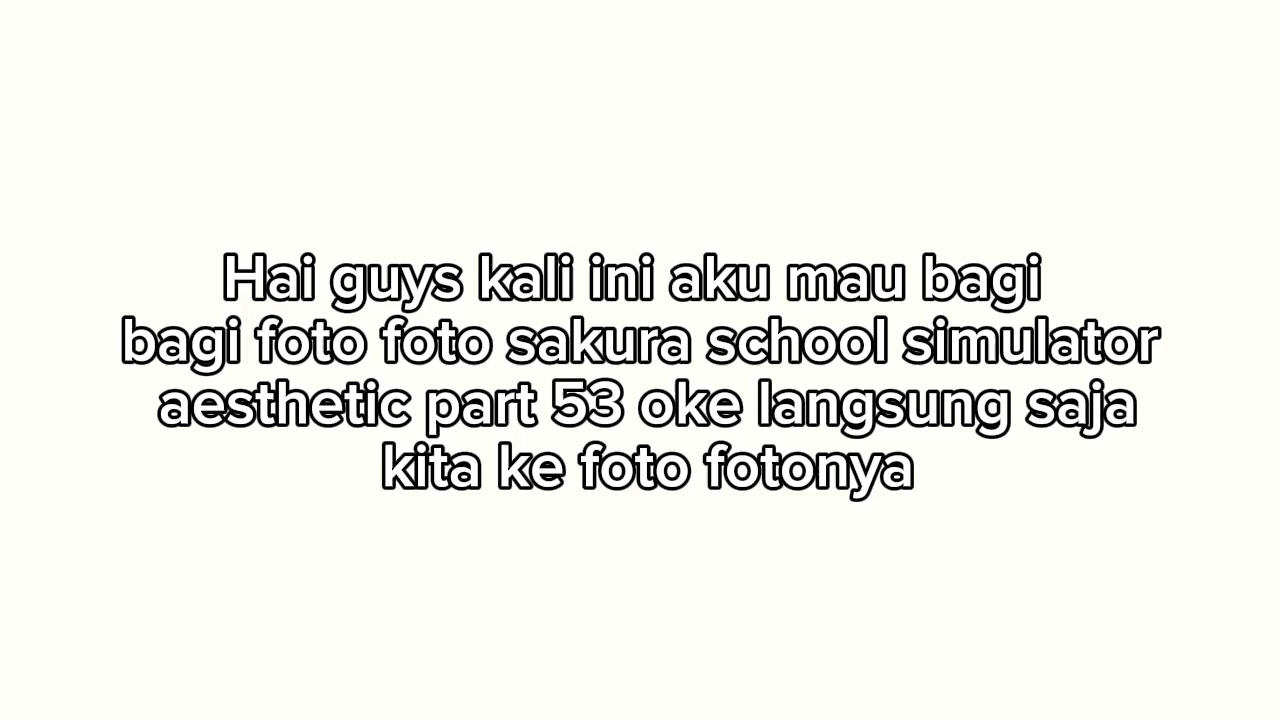 Hai guys kali ini aku mau bagi
bagi foto foto sakura school simulator
aesthetic part 53 oke langsung saja
kita ke foto fotonya